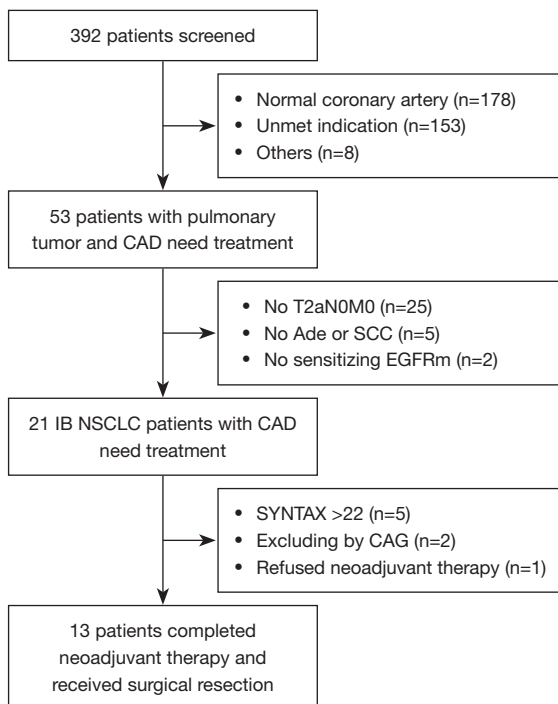 392 patients screened
• Normal coronary artery (n=178)
• Unmet indication (n=153)
• Others (n=8)
53 patients with pulmonary
tumor and CAD need treatment
• No T2aN0M0 (n=25)
• No Ade or SCC (n=5)
• No sensitizing EGFRm (n=2)
21 IB NSCLC patients with CAD
need treatment
• SYNTAX >22 (n=5)
• Excluding by CAG (n=2)
• Refused neoadjuvant therapy (n=1)
13 patients completed
neoadjuvant therapy and
received surgical resection